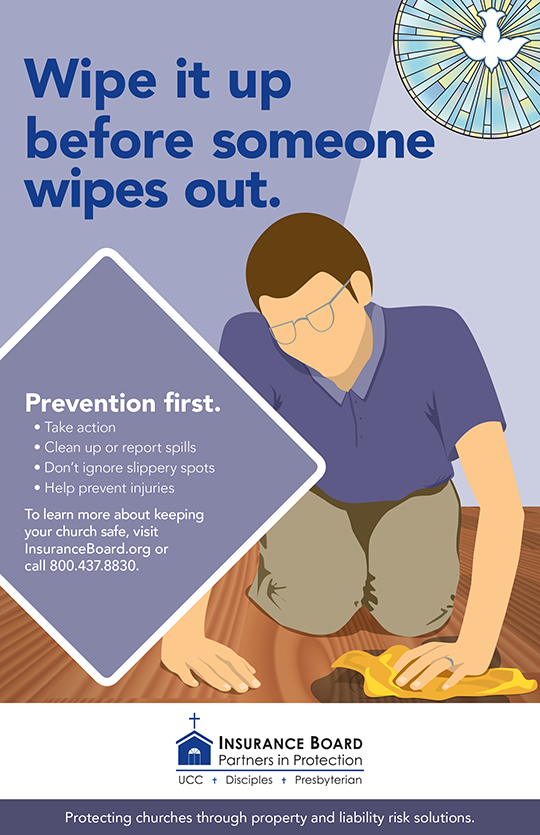 Wipe it up
before someone
wipes out.
Prevention first.
• Take action
• Clean up or report spills
• Don't ignore slippery spots
• Help prevent injuries
To learn more about keeping
your church safe, visit
InsuranceBoard.org or
call 800.437.8830.
INSURANCE BOARD
Partners in Protection
UCC ✝ Disciples ✝ Presbyterian
Protecting churches through property and liability risk solutions.